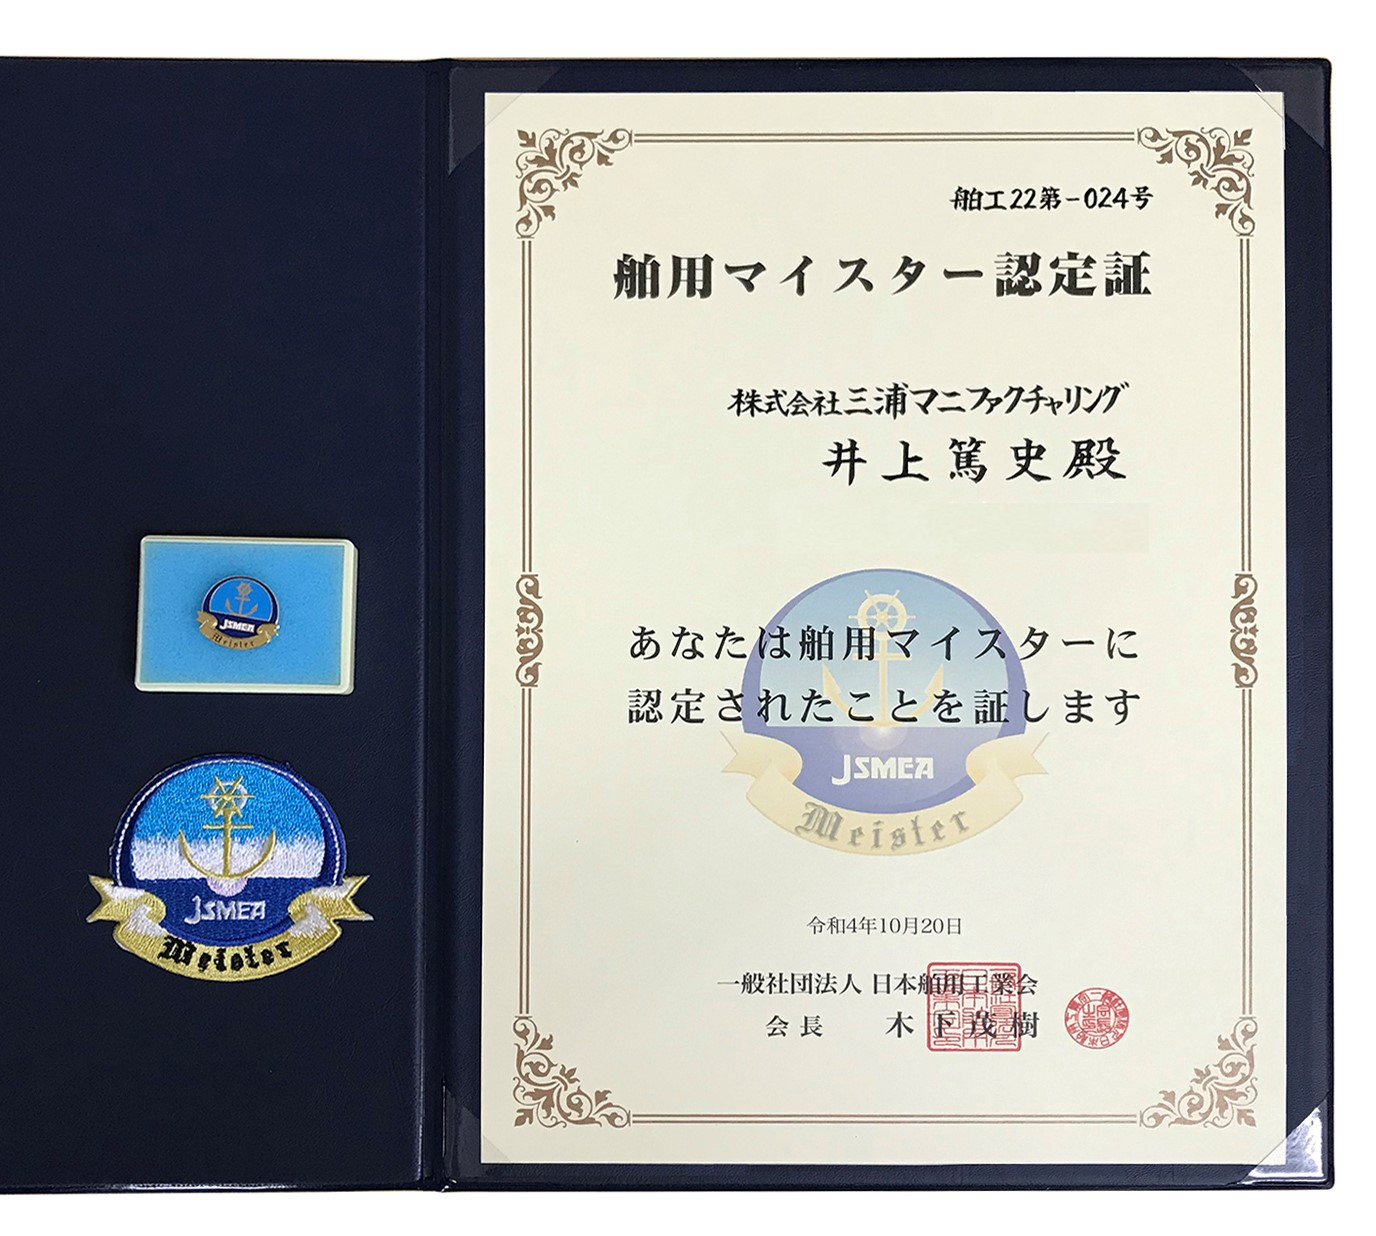 舶工22第-024号
舶用マイスター認定証
株式会社三浦マニファクチャリング
井上篤史殿
あなたは舶用マイスターに
認定されたことを証します
JSMEA
Meister
令和4年10月20日
一般社団法人 日本舶用工業会
会長 木下茂樹
JSMEA
Meister
JSMEA
Meister